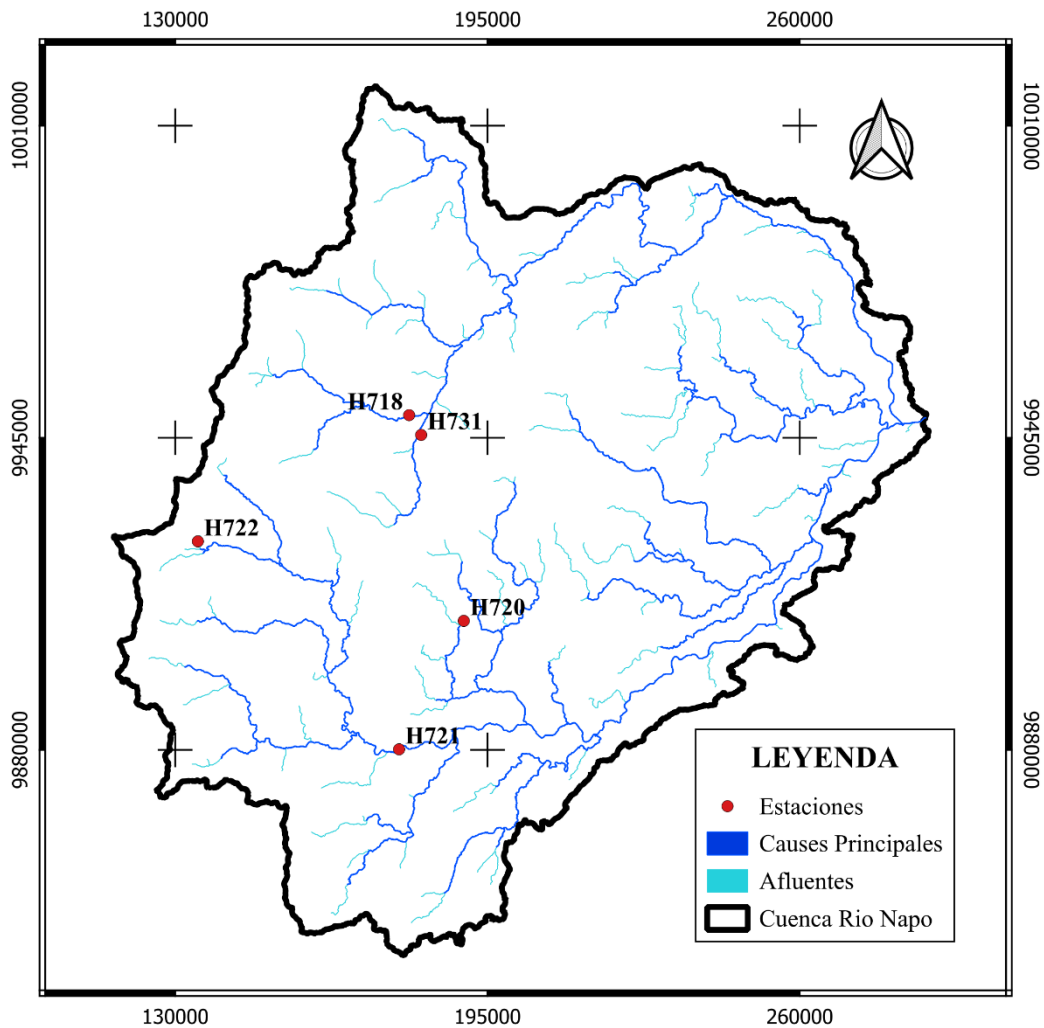 130000
195000
260000
10010000
10010000
H718
H731
9945000
9945000
H722
H720
H721
9880000
9880000
LEYENDA
Estaciones
Causes Principales
Afluentes
Cuenca Rio Napo
130000
195000
260000